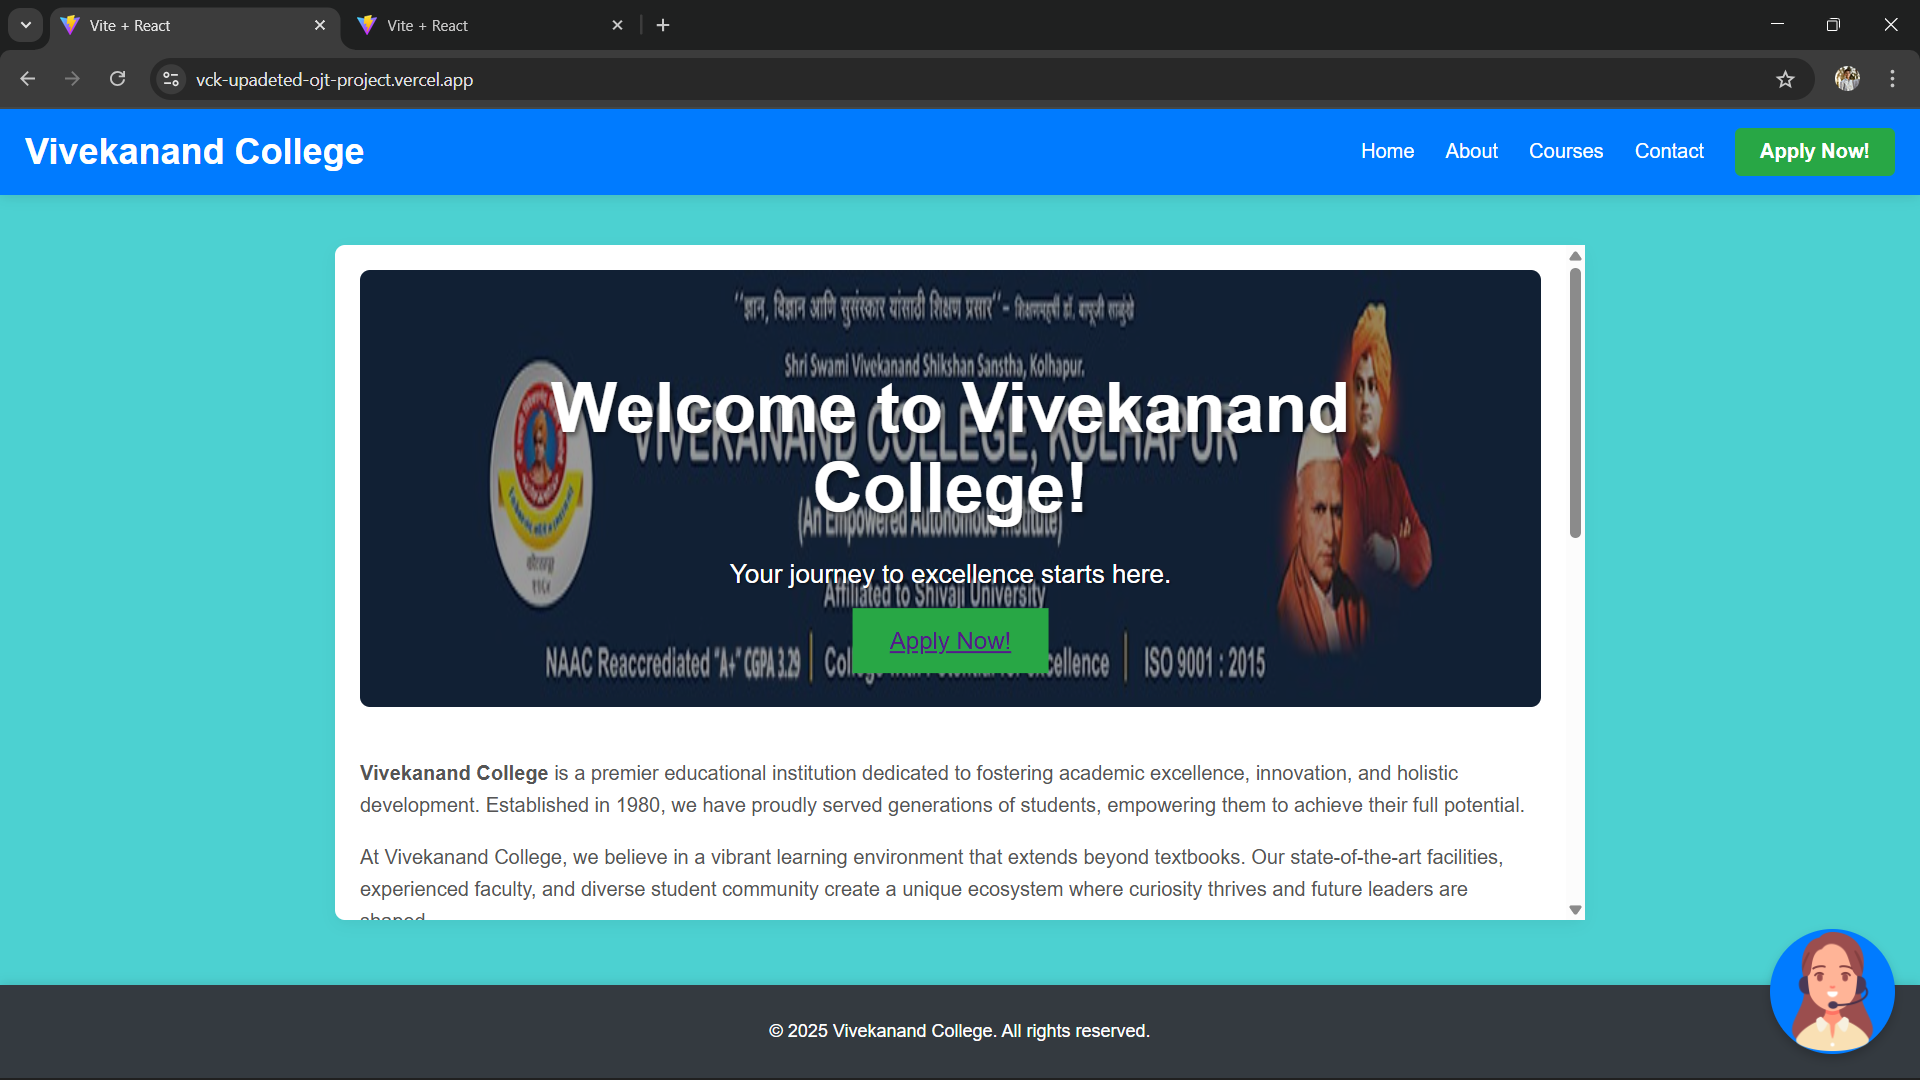 Vite + React
Vite + React
vck-upadeted-ojt-project.vercel.app
Vivekanand College
Home
About
Courses
Contact
Apply Now!
“ज्ञान, विज्ञान आणि सुसंस्कार यांसाठी शिक्षण प्रसार” - शिक्षणमहर्षी डॉ. बापूजी साळुंखे
Shri Swami Vivekanand Shikshan Sanstha, Kolhapur.
VIVEKANAND COLLEGE, KOLHAPUR
Welcome to Vivekanand
College!
(An Empowered Autonomous Institute)
Your journey to excellence starts here.
Affiliated to Shivaji University
Apply Now!
NAAC Reaccredited "A+" CGPA 3.29
ISO 9001 : 2015
Vivekanand College is a premier educational institution dedicated to fostering academic excellence, innovation, and holistic
development. Established in 1980, we have proudly served generations of students, empowering them to achieve their full potential.
At Vivekanand College, we believe in a vibrant learning environment that extends beyond textbooks. Our state-of-the-art facilities,
experienced faculty, and diverse student community create a unique ecosystem where curiosity thrives and future leaders are
shaped.
© 2025 Vivekanand College. All rights reserved.